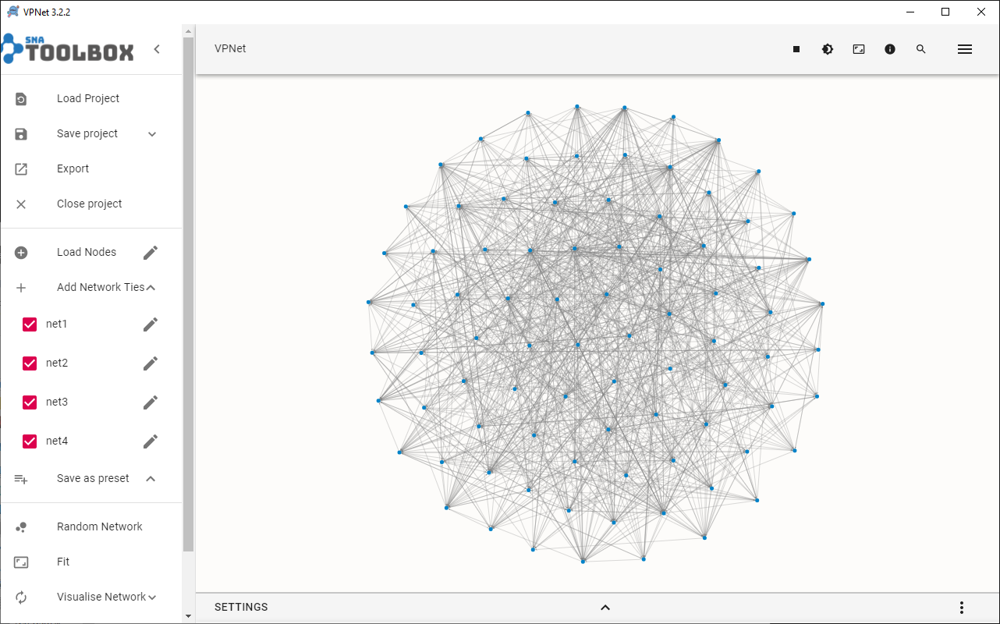 VPNet 3.2.2
SNA
TOOLBOX
VPNet
Load Project
Save project
Export
Close project
Load Nodes
Add Network Ties
net1
net2
net3
net4
Save as preset
Random Network
Fit
Visualise Network
SETTINGS